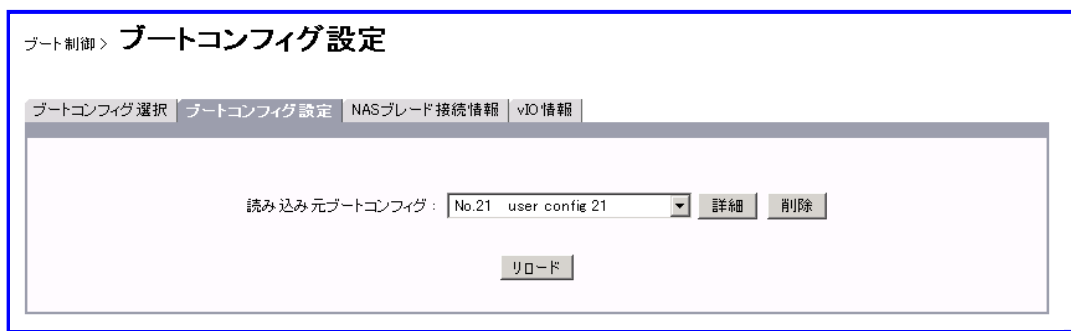 ブート制御> ブートコンフィグ設定
ブートコンフィグ選択 ブートコンフィグ設定 NASブレード接続情報 vIO情報
読み込み元ブートコンフィグ: No.21 user config 21 詳細 削除
リロード